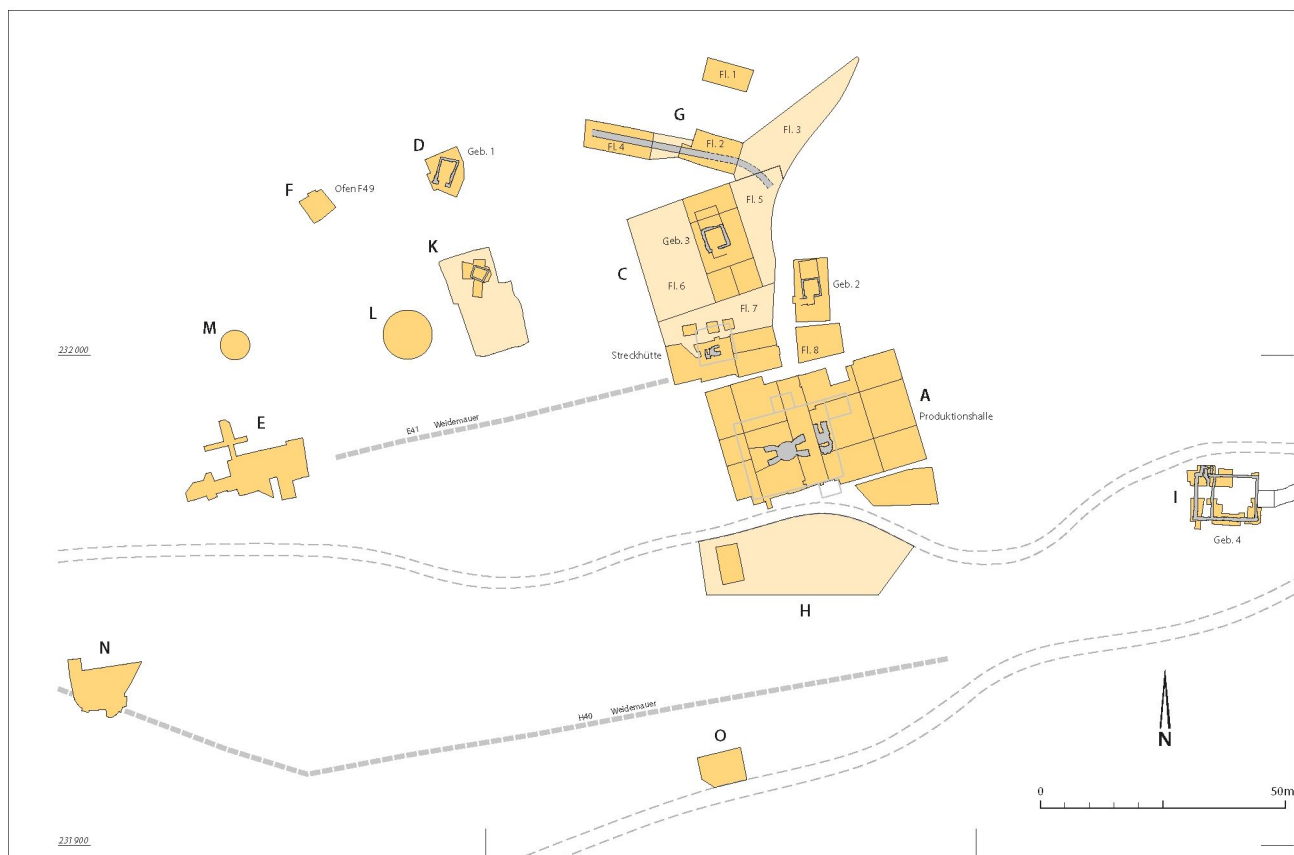 Fl. 1
G
Fl. 3
Fl. 4
Fl. 2
D
Geb. 1
F
Ofen F49
Fl. 5
Geb. 3
K
C
Fl. 6
Geb. 2
Fl. 7
M
L
232 000
Streckhütte
Fl. 8
A
Produktionshalle
E
E41 Weidemauer
I
Geb. 4
H
N
H40 Weidemauer
O
N
0 50m
231 900